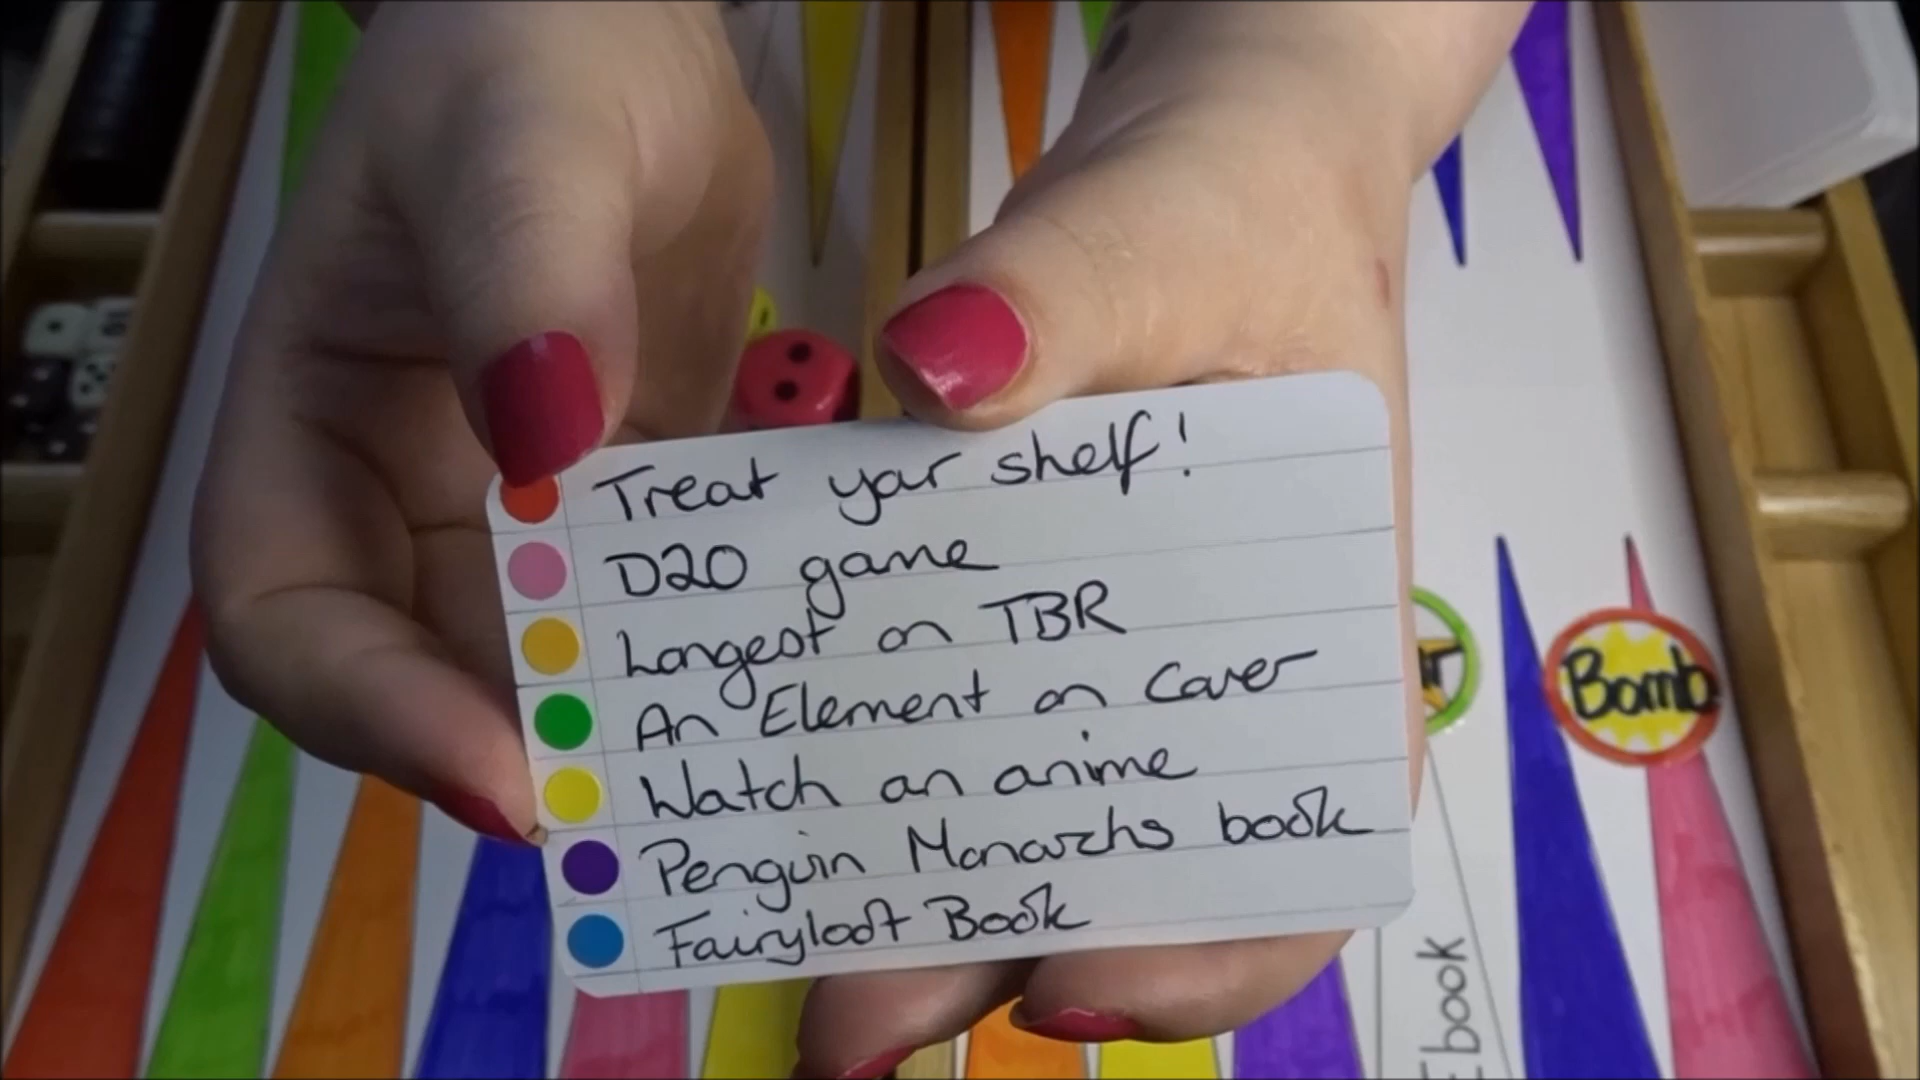 Treat your shelf!
D20 game
Longest on TBR
An Element on Cover
Watch an anime
Penguin Monarchs book
Fairyloot Book
Bomb
Ebook